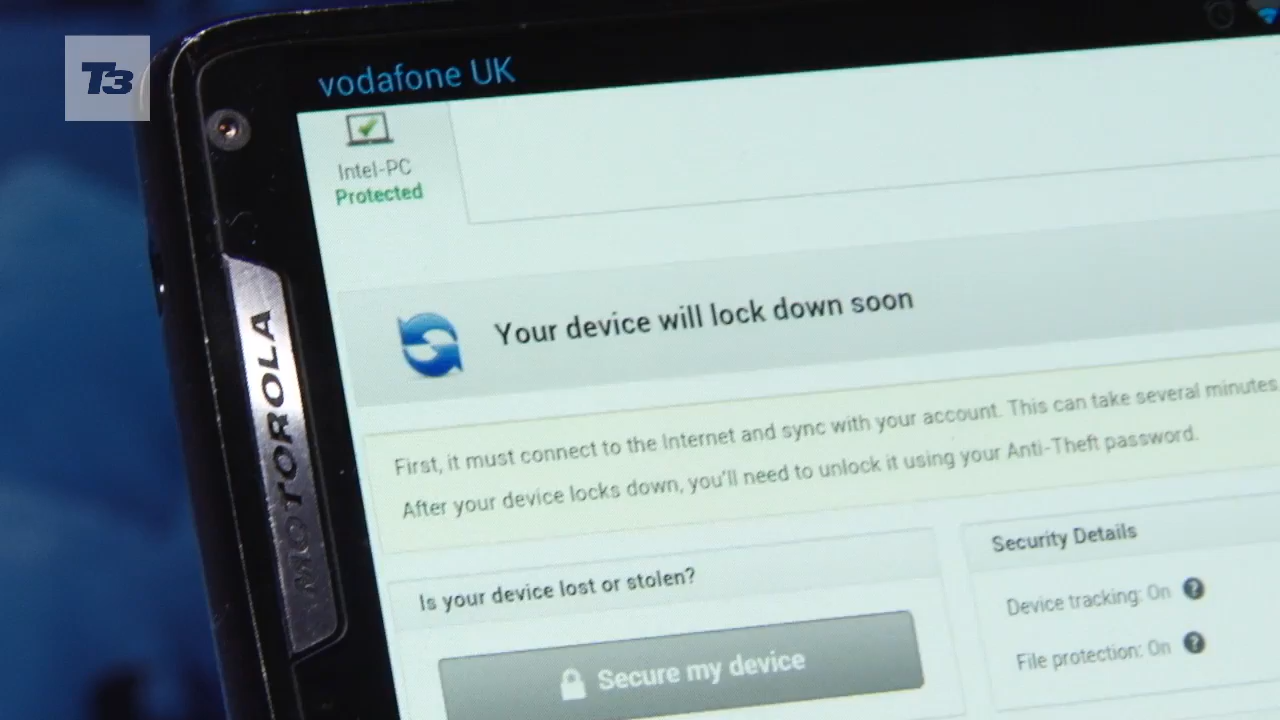 T3
vodafone UK
Intel-PC
Protected
MOTOROLA
Your device will lock down soon
First, it must connect to the Internet and sync with your account. This can take several minutes
After your device locks down, you'll need to unlock it using your Anti-Theft password.
Is your device lost or stolen?
Secure my device
Security Details
Device tracking: On ?
File protection: On ?